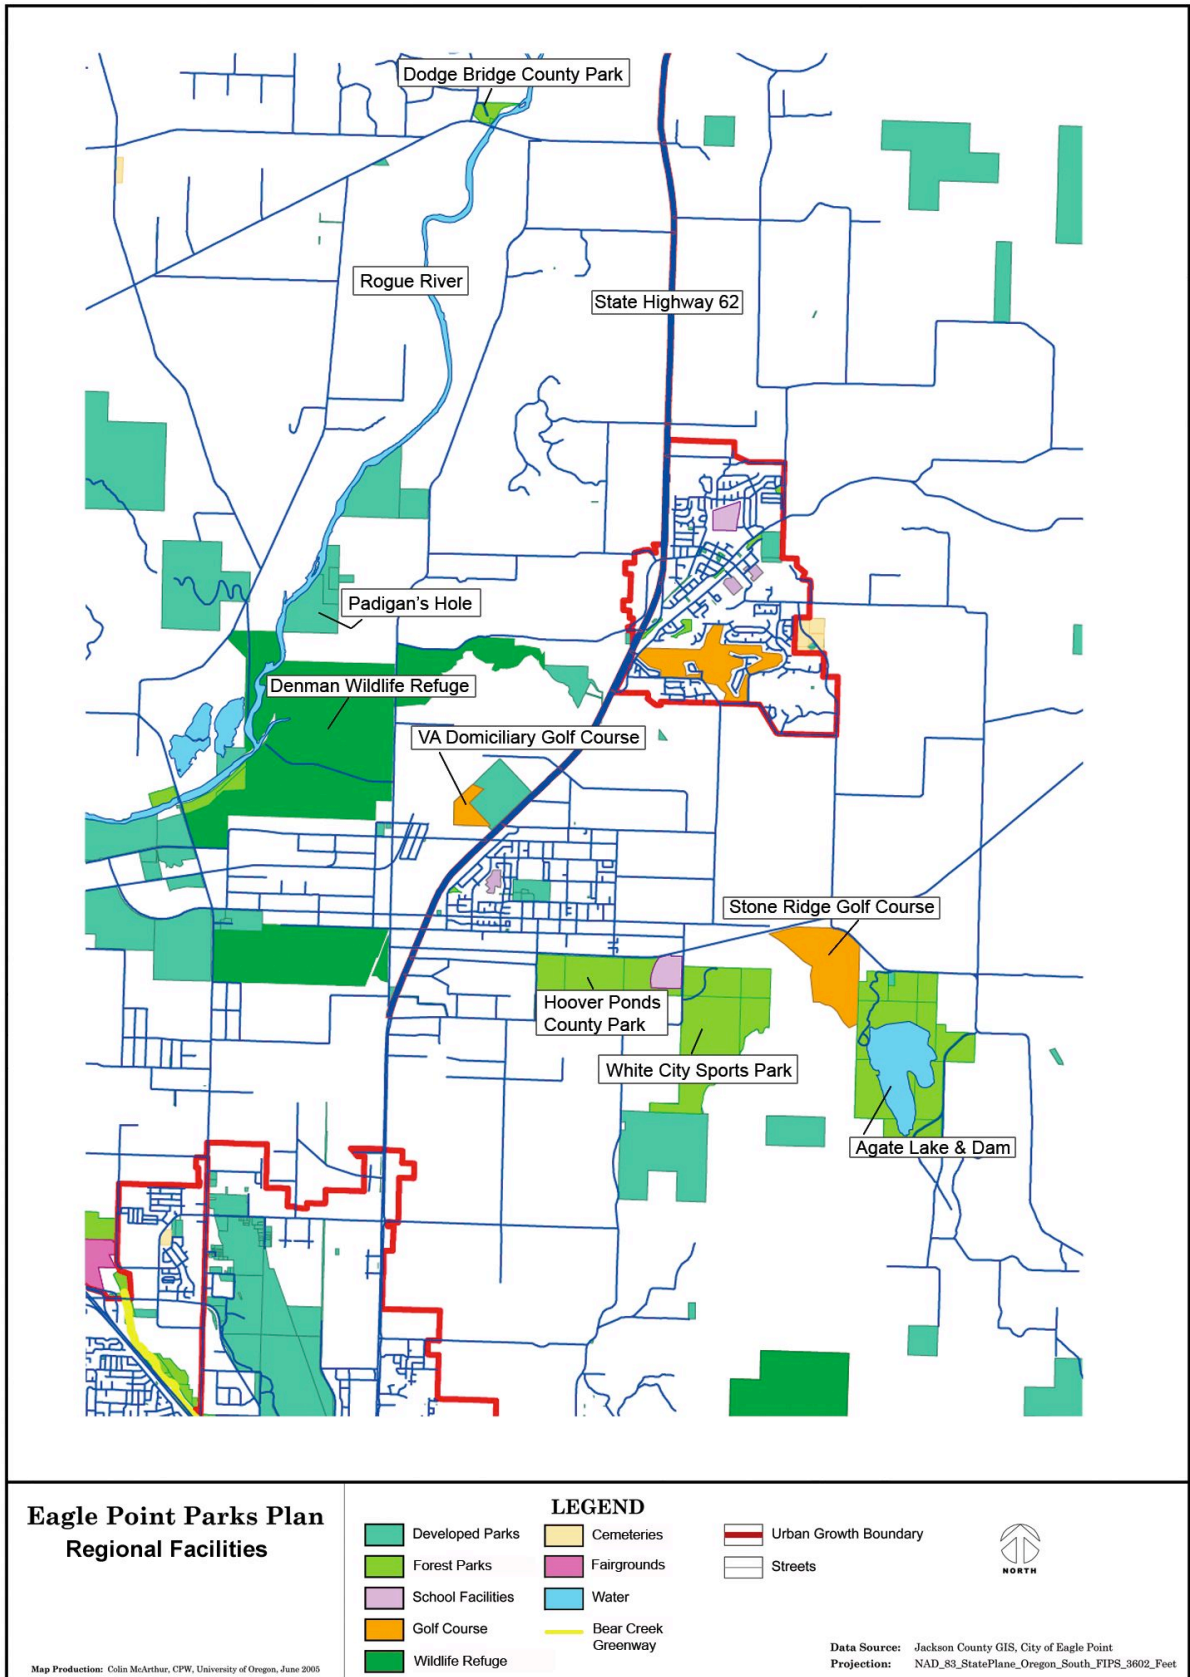 Dodge Bridge County Park
Rogue River
State Highway 62
Padigan's Hole
Denman Wildlife Refuge
VA Domiciliary Golf Course
Stone Ridge Golf Course
Hoover Ponds
County Park
White City Sports Park
Agate Lake & Dam
Eagle Point Parks Plan
Regional Facilities
Map Production: Colin McArthur, CPW, University of Oregon, June 2005
LEGEND
Developed Parks
Forest Parks
School Facilities
Golf Course
Wildlife Refuge
Cemeteries
Fairgrounds
Water
Bear Creek
Greenway
Urban Growth Boundary
Streets
NORTH
Data Source: Jackson County GIS, City of Eagle Point
Projection: NAD_83_StatePlane_Oregon_South_FIPS_3602_Feet